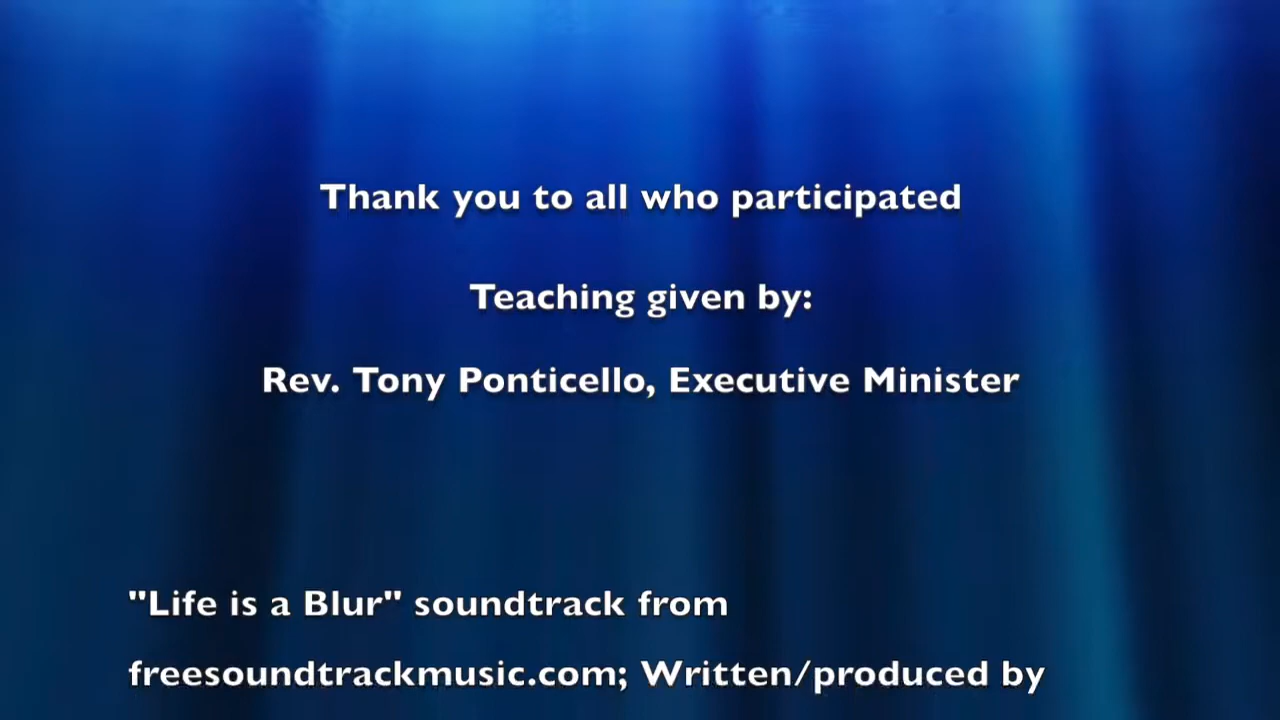 Thank you to all who participated
Teaching given by:
Rev. Tony Ponticello, Executive Minister
"Life is a Blur" soundtrack from
freesoundtrackmusic.com; Written/produced by